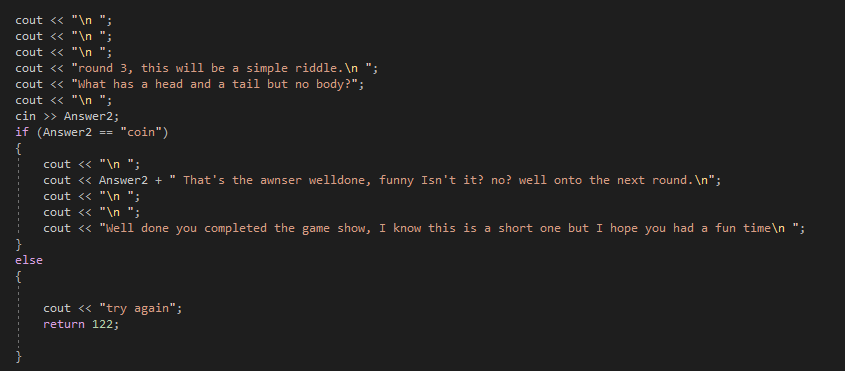 cout << "\n ";
cout << "\n ";
cout << "\n ";
cout << "round 3, this will be a simple riddle.\n ";
cout << "What has a head and a tail but no body?";
cout << "\n ";
cin >> Answer2;
if (Answer2 == "coin")
{
    cout << "\n ";
    cout << Answer2 + " That's the awnser welldone, funny Isn't it? no? well onto the next round.\n";
    cout << "\n ";
    cout << "\n ";
    cout << "Well done you completed the game show, I know this is a short one but I hope you had a fun time\n ";
}
else
{
    cout << "try again";
    return 122;
}